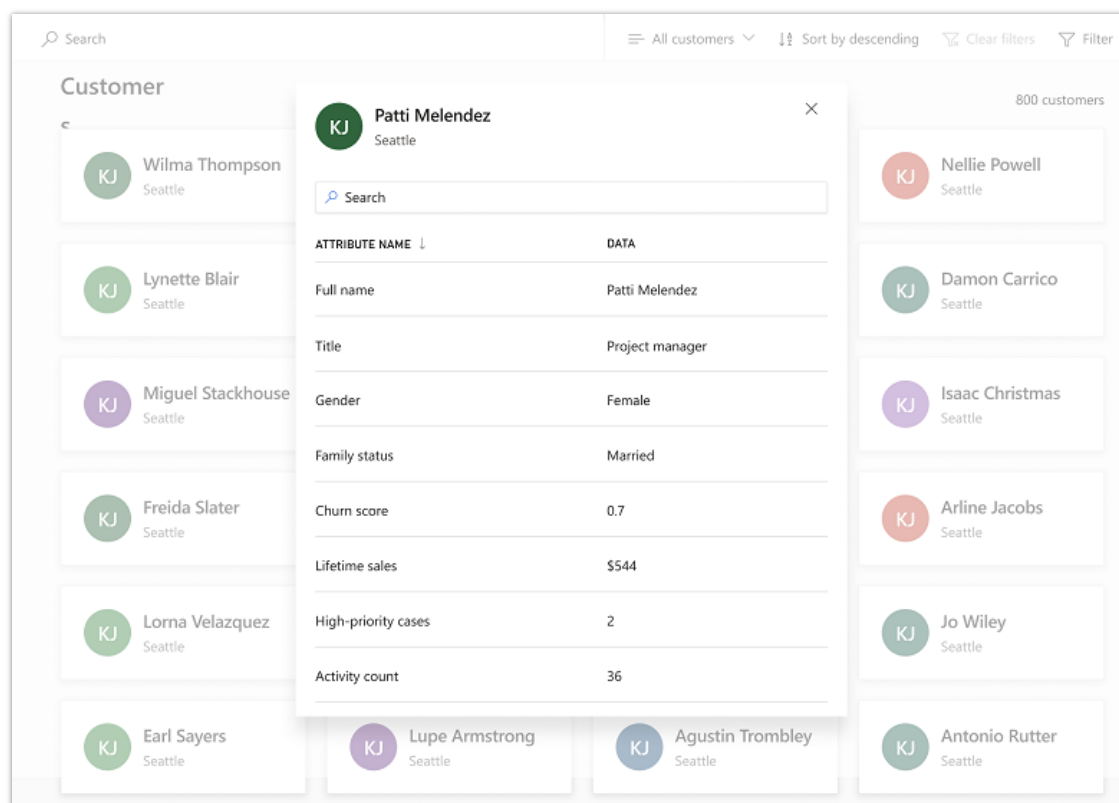 Search
All customers
Sort by descending
Clear filters
Filter
Customer
800 customers
KJ
Patti Melendez
Seattle
Search
ATTRIBUTE NAME ↓ DATA
Full name Patti Melendez
Title Project manager
Gender Female
Family status Married
Churn score 0.7
Lifetime sales $544
High-priority cases 2
Activity count 36
KJ
Wilma Thompson
Seattle
KJ
Nellie Powell
Seattle
KJ
Lynette Blair
Seattle
KJ
Damon Carrico
Seattle
KJ
Miguel Stackhouse
Seattle
KJ
Isaac Christmas
Seattle
KJ
Freida Slater
Seattle
KJ
Arline Jacobs
Seattle
KJ
Lorna Velazquez
Seattle
KJ
Jo Wiley
Seattle
KJ
Earl Sayers
Seattle
KJ
Lupe Armstrong
Seattle
KJ
Agustin Trombley
Seattle
KJ
Antonio Rutter
Seattle